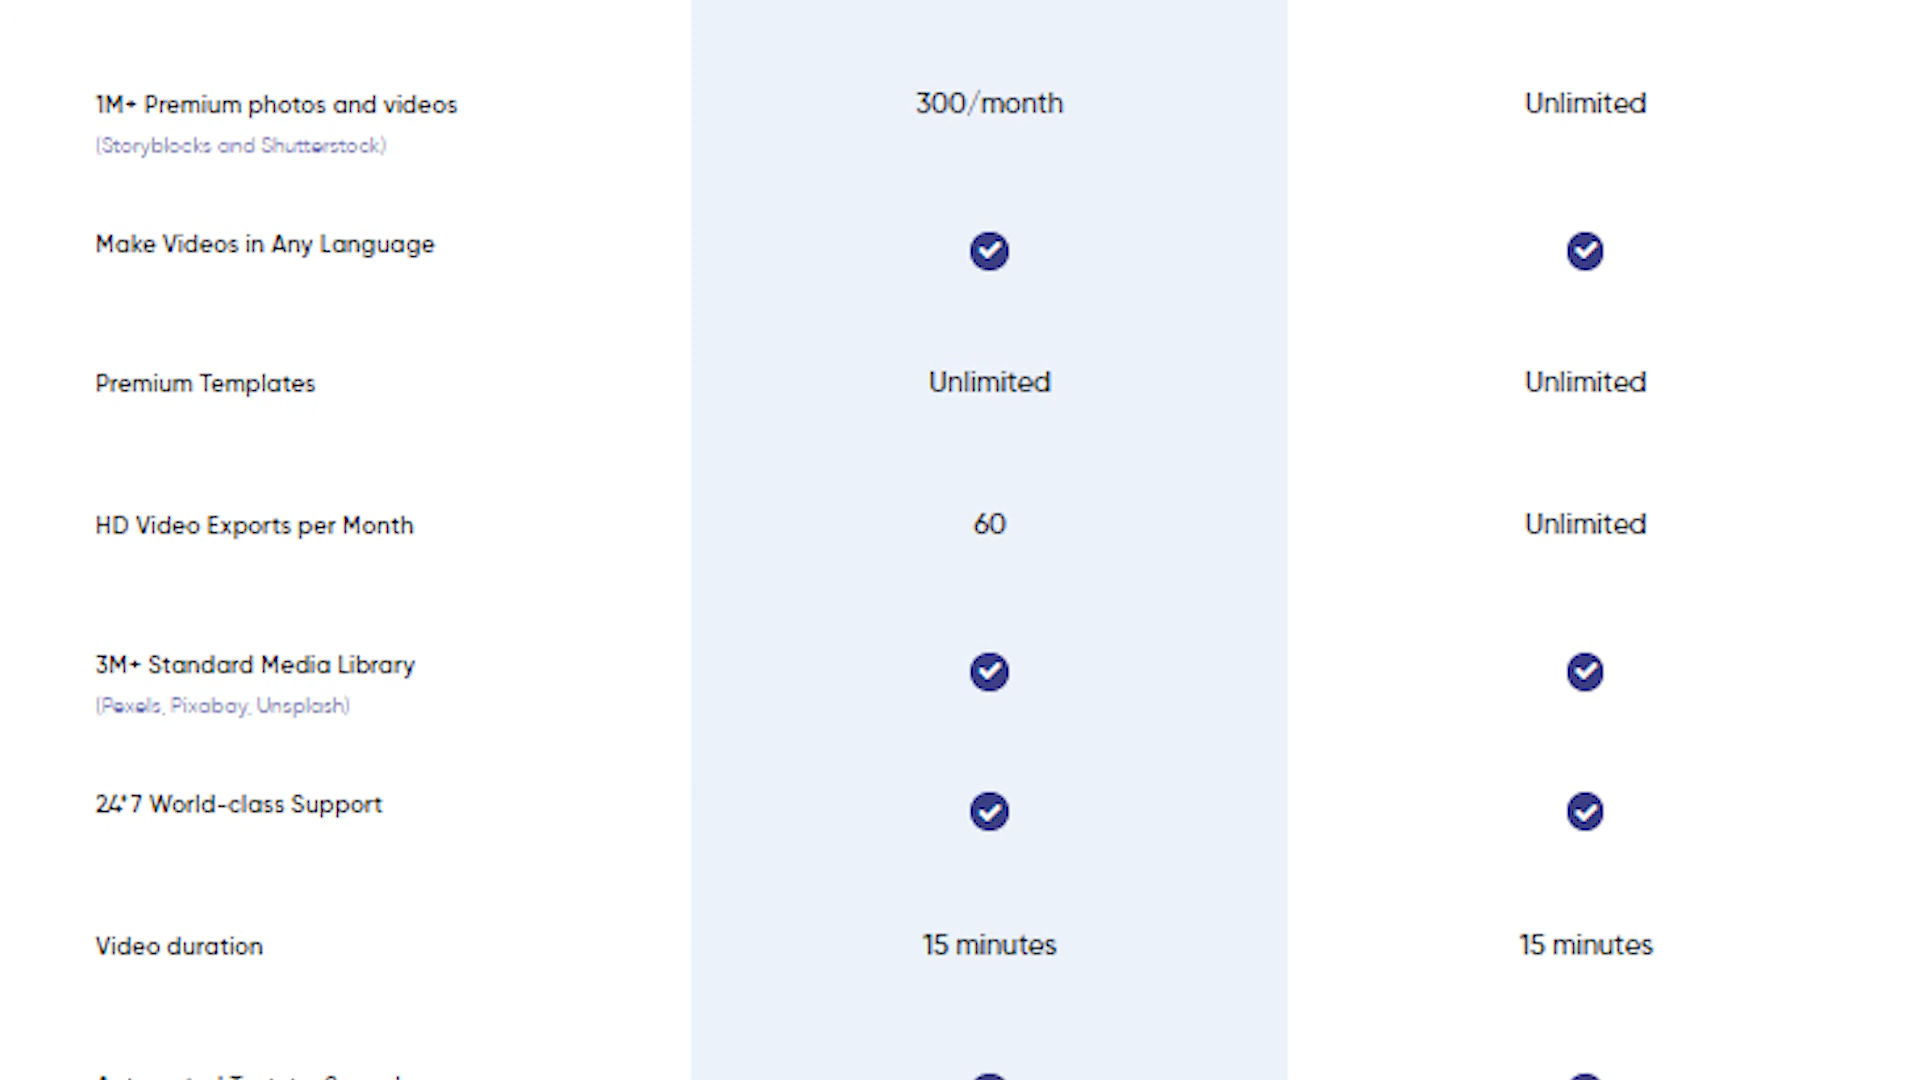 1M+ Premium photos and videos 300/month Unlimited
(Storyblocks and Shutterstock)
Make Videos in Any Language
Premium Templates Unlimited Unlimited
HD Video Exports per Month 60 Unlimited
3M+ Standard Media Library
(Pexels, Pixabay, Unsplash)
24*7 World-class Support
Video duration 15 minutes 15 minutes